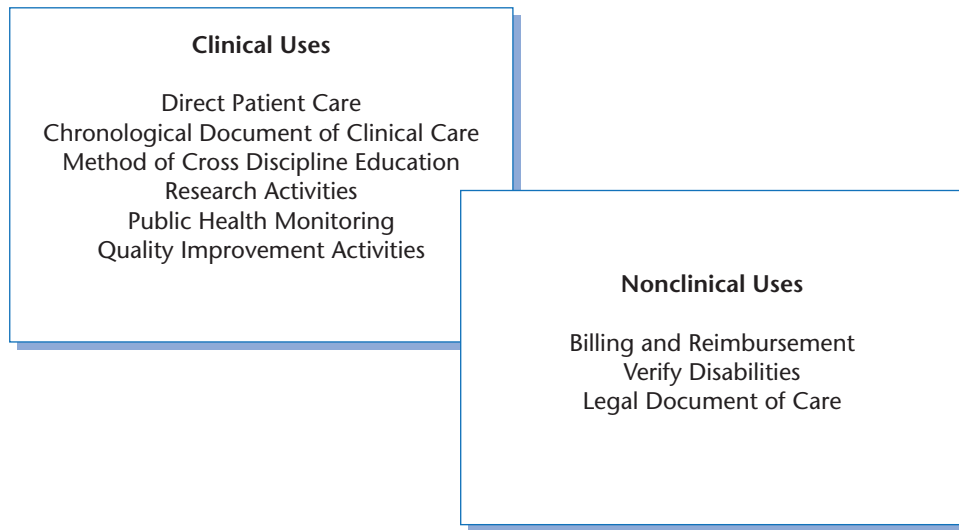 Clinical Uses
Direct Patient Care
Chronological Document of Clinical Care
Method of Cross Discipline Education
Research Activities
Public Health Monitoring
Quality Improvement Activities
Nonclinical Uses
Billing and Reimbursement
Verify Disabilities
Legal Document of Care